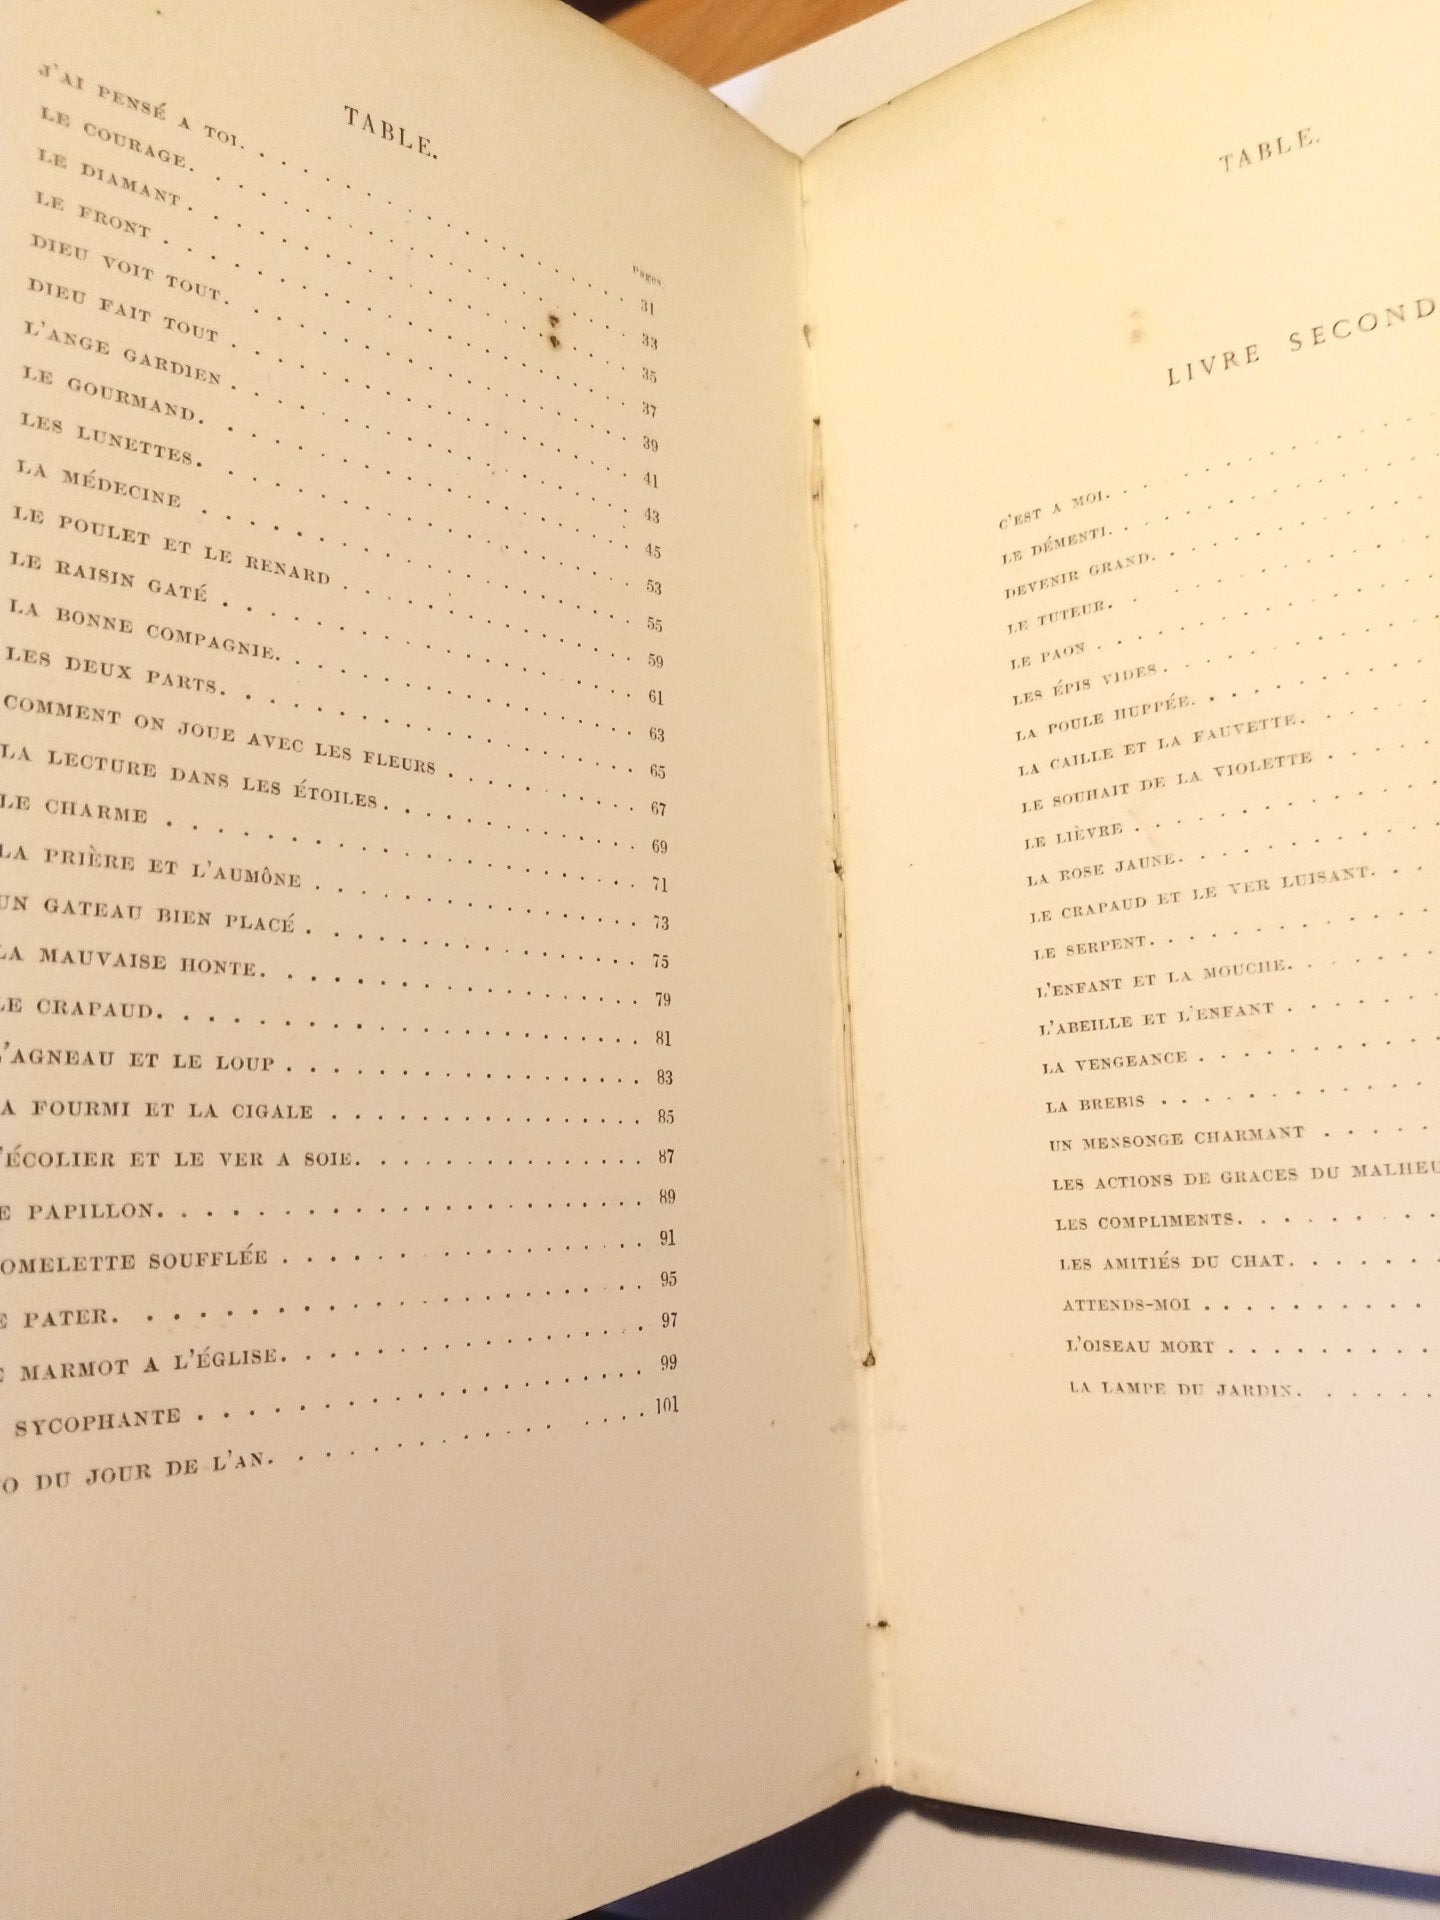 TABLE.
Pages.
J'AI PENSÉ A TOI. 31
LE COURAGE. 33
LE DIAMANT 35
LE FRONT 37
DIEU VOIT TOUT. 39
DIEU FAIT TOUT 41
L'ANGE GARDIEN 43
LE GOURMAND. 45
LES LUNETTES. 53
LA MÉDECINE 55
LE POULET ET LE RENARD 59
LE RAISIN GATÉ 61
LA BONNE COMPAGNIE. 63
LES DEUX PARTS. 65
COMMENT ON JOUE AVEC LES FLEURS 67
LA LECTURE DANS LES ÉTOILES. 69
LE CHARME 71
LA PRIÈRE ET L'AUMÔNE 73
UN GATEAU BIEN PLACÉ 75
LA MAUVAISE HONTE. 79
LE CRAPAUD. 81
L'AGNEAU ET LE LOUP 83
A FOURMI ET LA CIGALE 85
'ÉCOLIER ET LE VER A SOIE. 87
E PAPILLON. 89
OMELETTE SOUFFLÉE 91
E PATER. 95
E MARMOT A L'ÉGLISE. 97
SYCOPHANTE 99
O DU JOUR DE L'AN. 101
TABLE.
LIVRE SECOND
C'EST A MOI.
LE DÉMENTI.
DEVENIR GRAND.
LE TUTEUR.
LE PAON
LES ÉPIS VIDES
LA POULE HUPPÉE.
LA CAILLE ET LA FAUVETTE.
LE SOUHAIT DE LA VIOLETTE
LE LIÈVRE
LA ROSE JAUNE.
LE CRAPAUD ET LE VER LUISANT.
LE SERPENT.
L'ENFANT ET LA MOUCHE.
L'ABEILLE ET L'ENFANT
LA VENGEANCE
LA BREBIS
UN MENSONGE CHARMANT
LES ACTIONS DE GRACES DU MALHEU
LES COMPLIMENTS.
LES AMITIÉS DU CHAT.
ATTENDS-MOI
L'OISEAU MORT
LA LAMPE DU JARDIN.